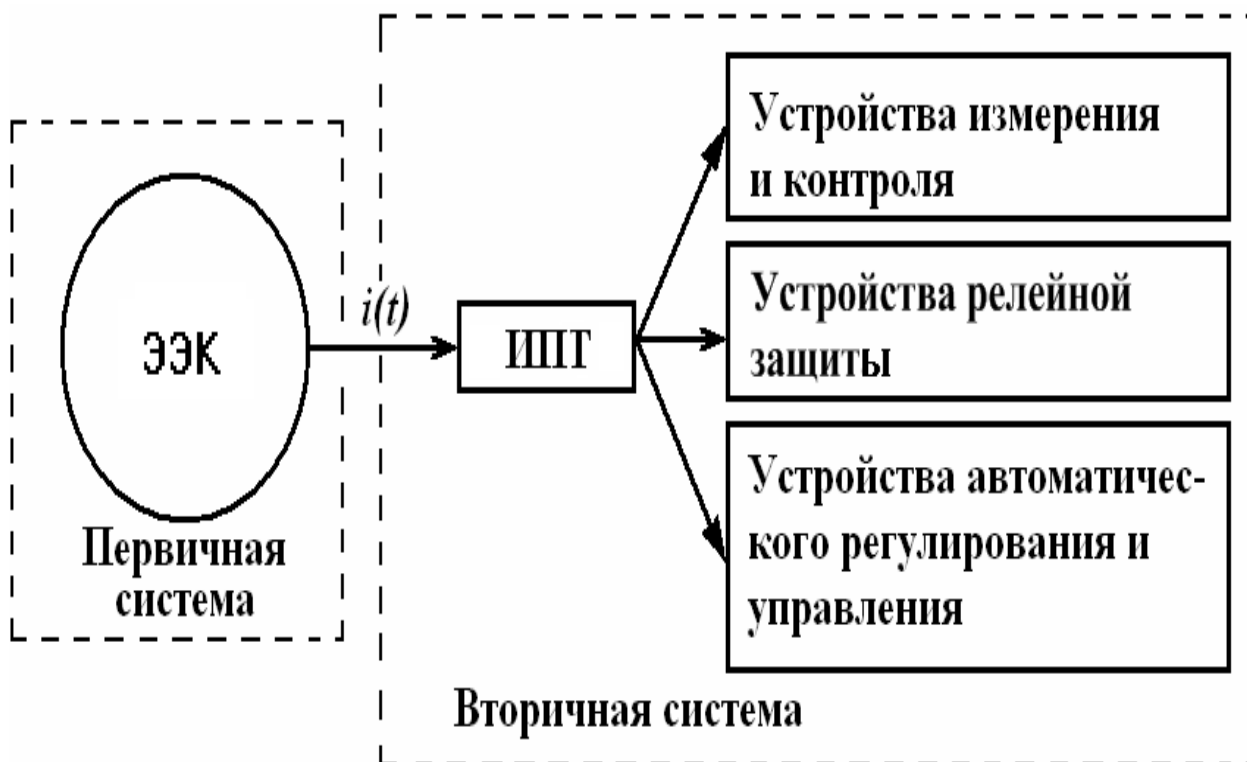 ЭЭК
Первичная
система
i(t)
ИПТ
Устройства измерения
и контроля
Устройства релейной
защиты
Устройства автоматичес-
кого регулирования и
управления
Вторичная система